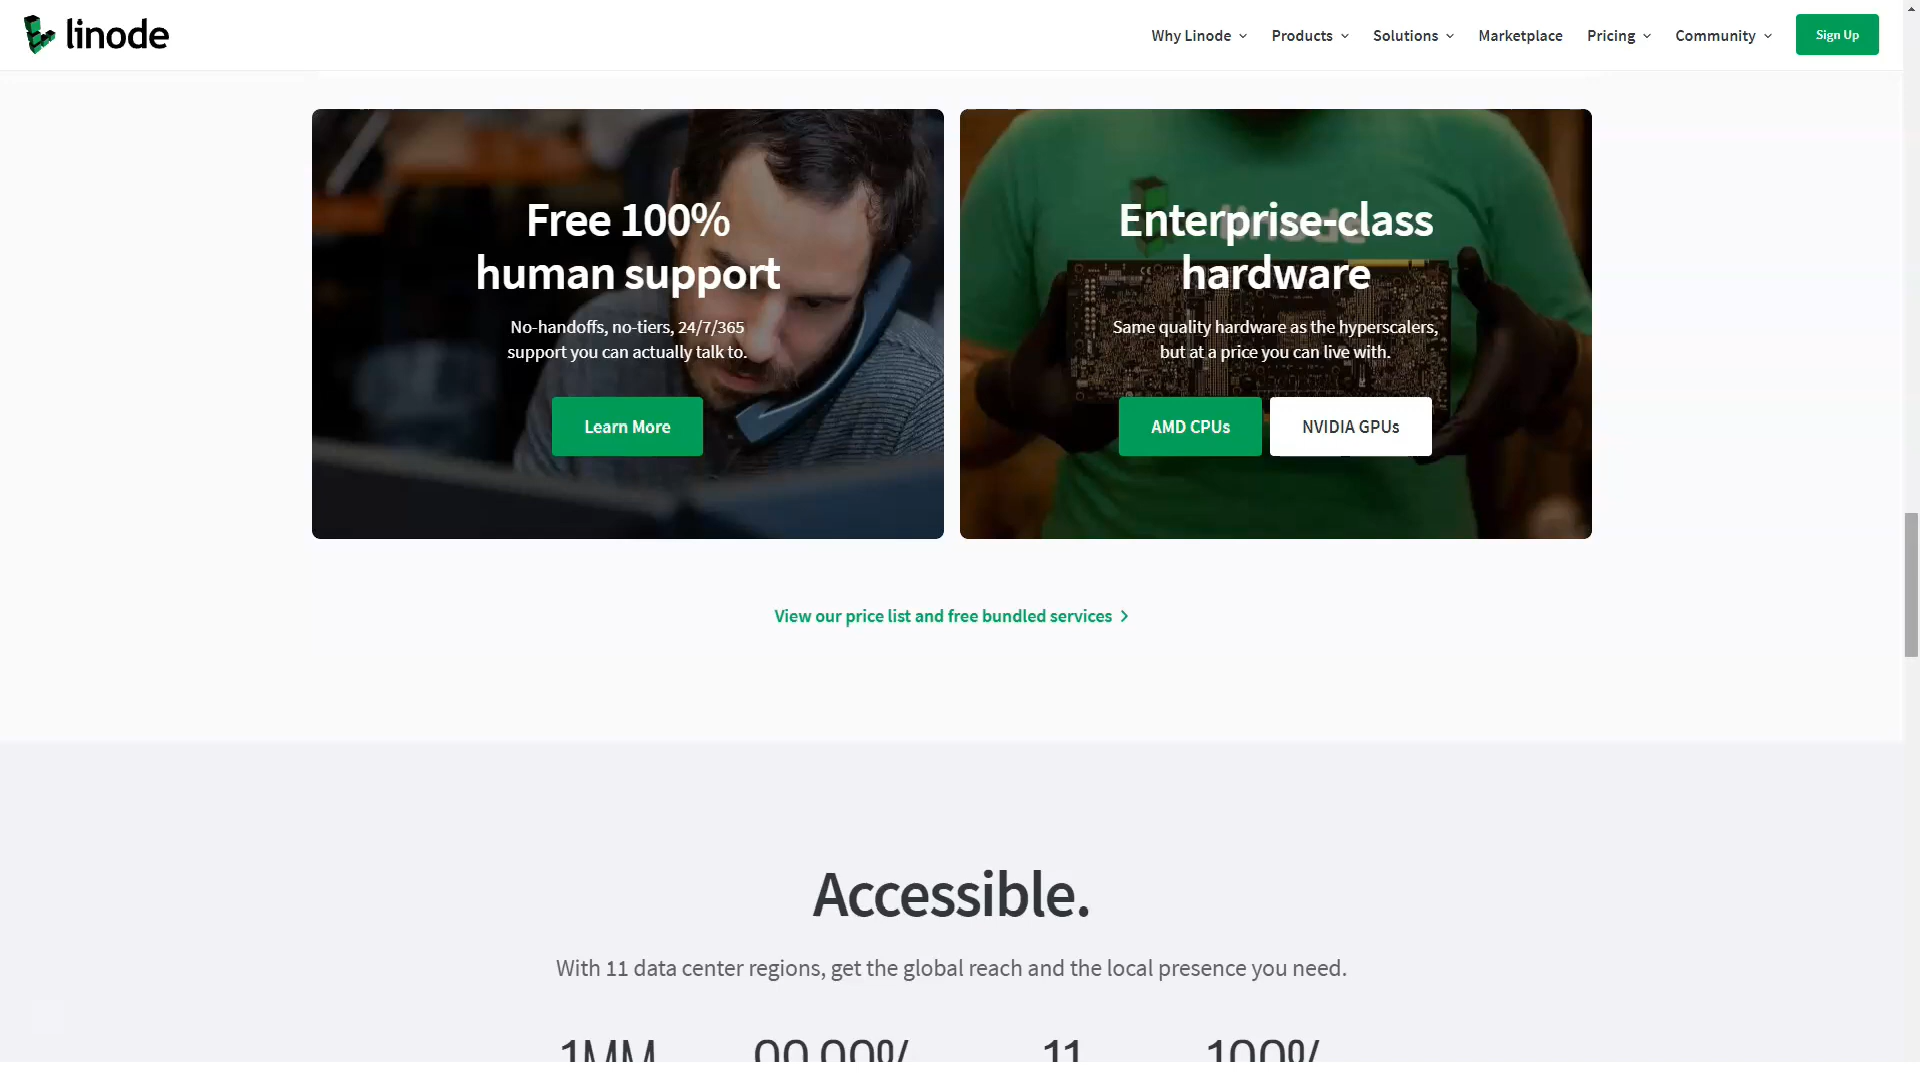 linode
Why Linode
Products
Solutions
Marketplace
Pricing
Community
Sign Up
Free 100%
human support
No-handoffs, no-tiers, 24/7/365
support you can actually talk to.
Learn More
Enterprise-class
hardware
Same quality hardware as the hyperscalers,
but at a price you can live with.
AMD CPUs
NVIDIA GPUs
View our price list and free bundled services
Accessible.
With 11 data center regions, get the global reach and the local presence you need.
1MM
11
100%